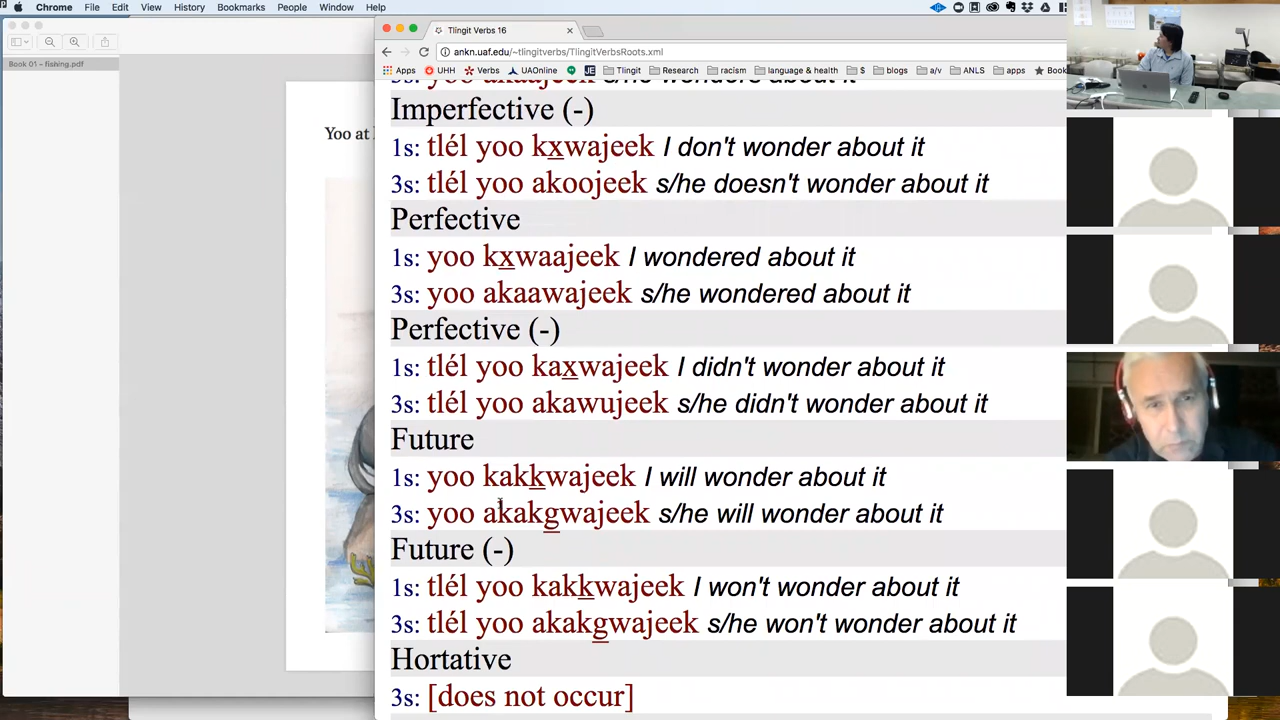 Chrome File Edit View History Bookmarks People Window Help
Tlingit Verbs 16
ankn.uaf.edu/~tlingitverbs/TlingitVerbsRoots.xml
Apps UHH Verbs UAOnline JE Tlingit Research racism language & health $ blogs a/v ANLS apps Book
Book 01 – fishing.pdf
Yoo at
Imperfective (-)
1s: tlél yoo kx̲wajeek I don't wonder about it
3s: tlél yoo akoojeek s/he doesn't wonder about it
Perfective
1s: yoo kx̲waajeek I wondered about it
3s: yoo akaawajeek s/he wondered about it
Perfective (-)
1s: tlél yoo kax̲wajeek I didn't wonder about it
3s: tlél yoo akawujeek s/he didn't wonder about it
Future
1s: yoo kakḵwajeek I will wonder about it
3s: yoo akakg̲wajeek s/he will wonder about it
Future (-)
1s: tlél yoo kakḵwajeek I won't wonder about it
3s: tlél yoo akakg̲wajeek s/he won't wonder about it
Hortative
3s: [does not occur]